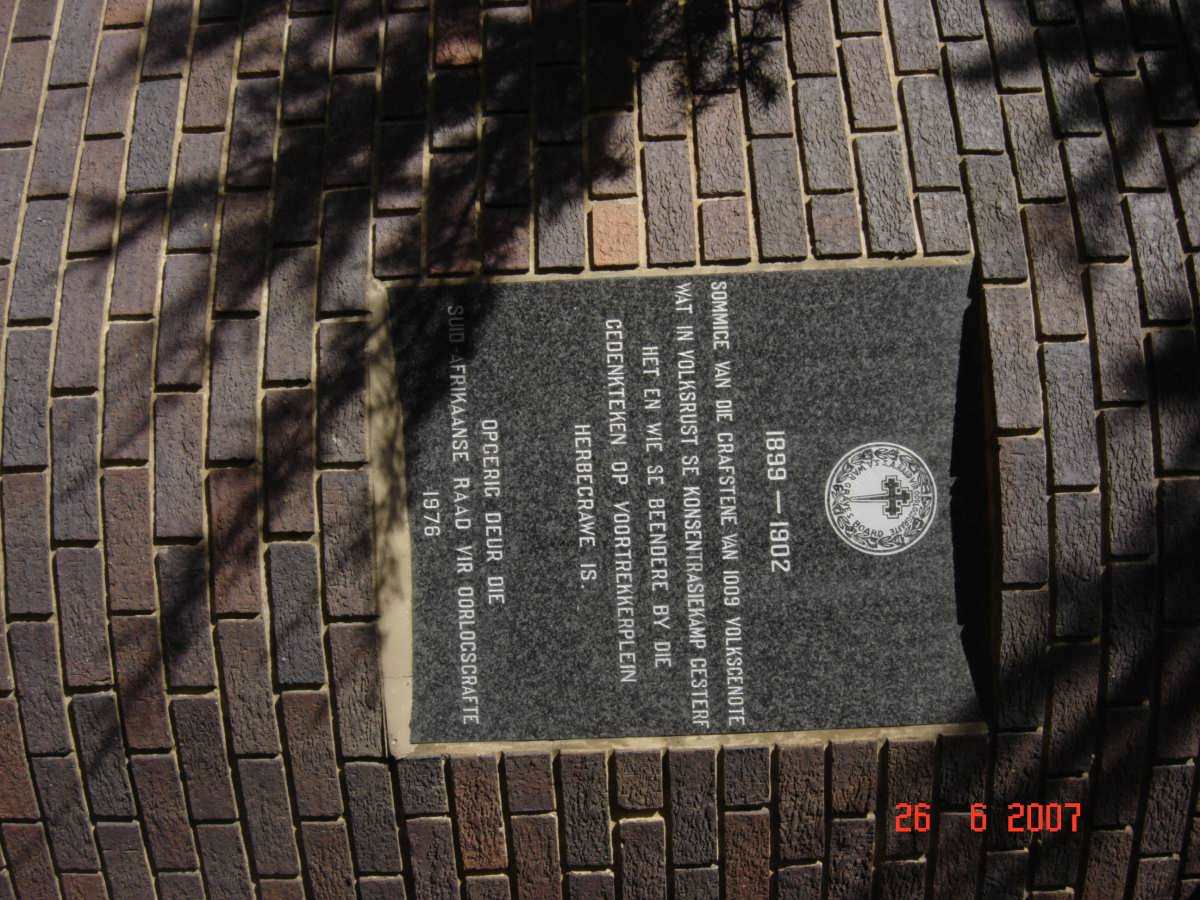 1899 — 1902
SOMMIGE VAN DIE GRAFSTENE VAN 1009 VOLKSGENOTE
WAT IN VOLKSRUST SE KONSENTRASIEKAMP GESTERF
HET EN WIE SE BEENDERE BY DIE
GEDENKTEKEN OP VOORTREKKERPLEIN
HERBEGRAWE IS.
OPGERIG DEUR DIE
SUID-AFRIKAANSE RAAD VIR OORLOGSGRAFTE
1976
26 6 2007